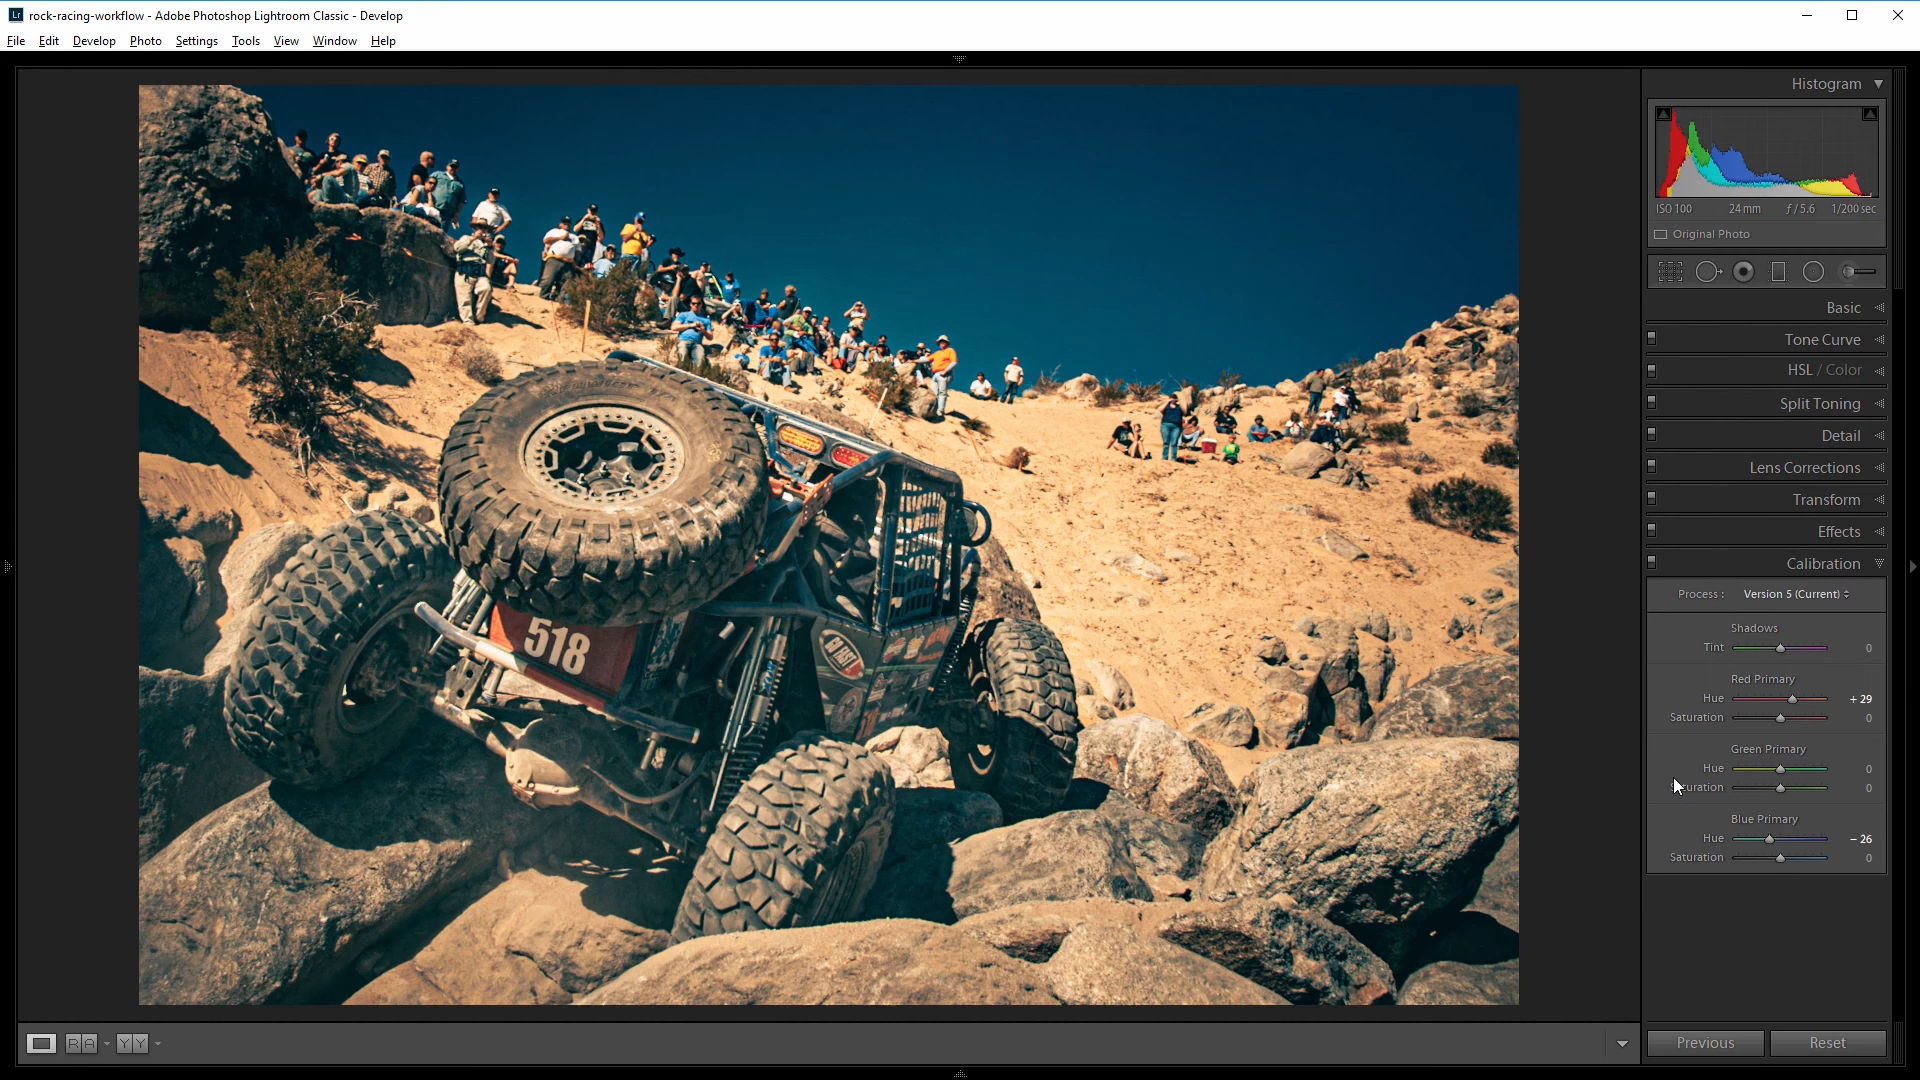 Lr rock-racing-workflow - Adobe Photoshop Lightroom Classic - Develop
File Edit Develop Photo Settings Tools View Window Help
Histogram
ISO 100 24 mm ƒ / 5.6 1/200 sec
Original Photo
Basic
Tone Curve
HSL / Color
Split Toning
Detail
Lens Corrections
Transform
Effects
Calibration
Process : Version 5 (Current)
Shadows
Tint 0
Red Primary
Hue + 29
Saturation 0
Green Primary
Hue 0
uration 0
Blue Primary
Hue - 26
Saturation 0
518
R A Y Y
Previous Reset